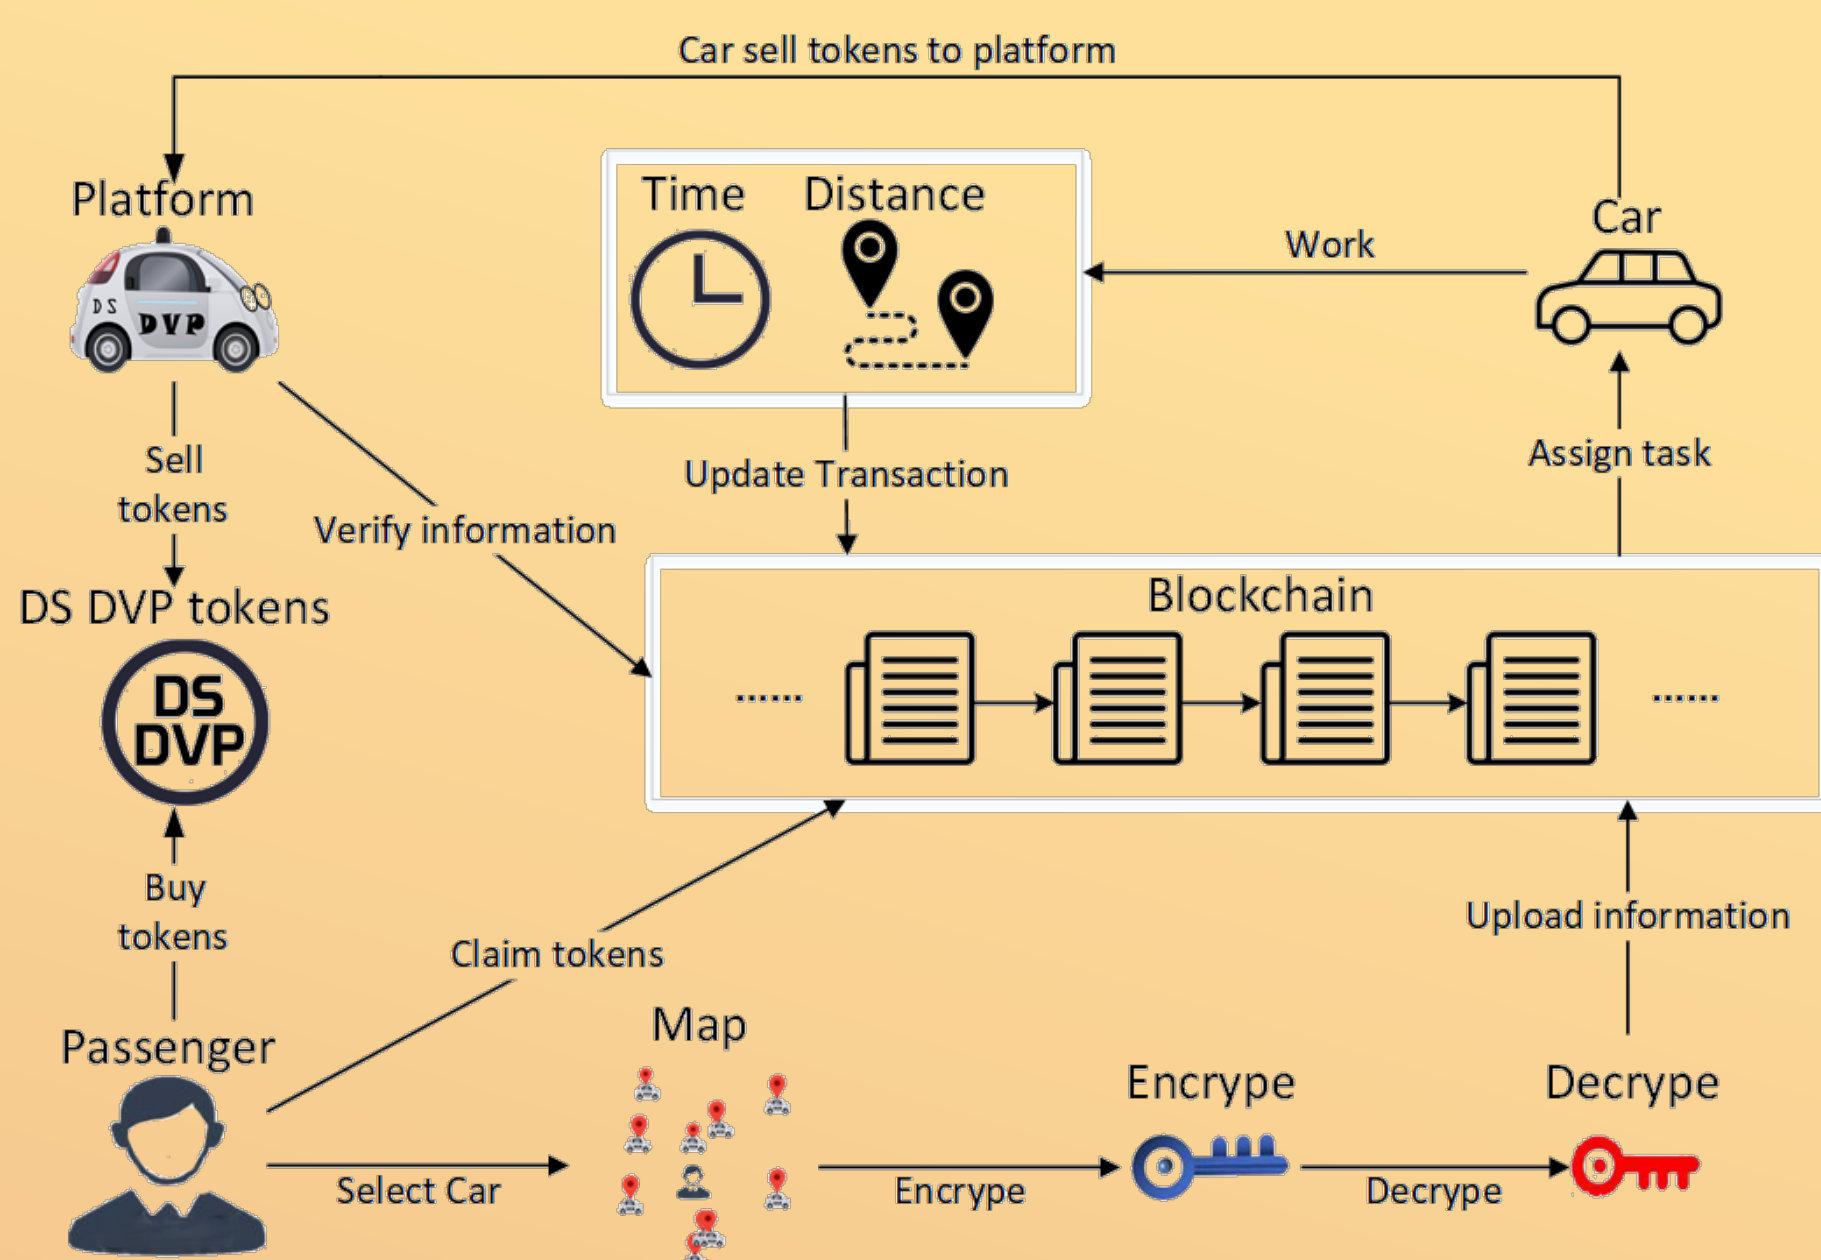 Car sell tokens to platform
Platform
Time
Distance
Car
Work
DS
DVP
Sell
tokens
Update Transaction
Assign task
Verify information
DS DVP tokens
Blockchain
DS
DVP
......
......
Buy
tokens
Claim tokens
Upload information
Passenger
Map
Encrype
Decrype
Select Car
Encrype
Decrype